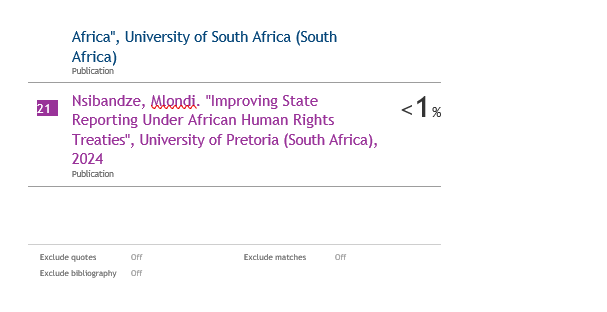 Africa", University of South Africa (South
Africa)
Publication
21 Nsibandze, Mlondi. "Improving State <1%
Reporting Under African Human Rights
Treaties", University of Pretoria (South Africa),
2024
Publication
Exclude quotes Off Exclude matches Off
Exclude bibliography Off